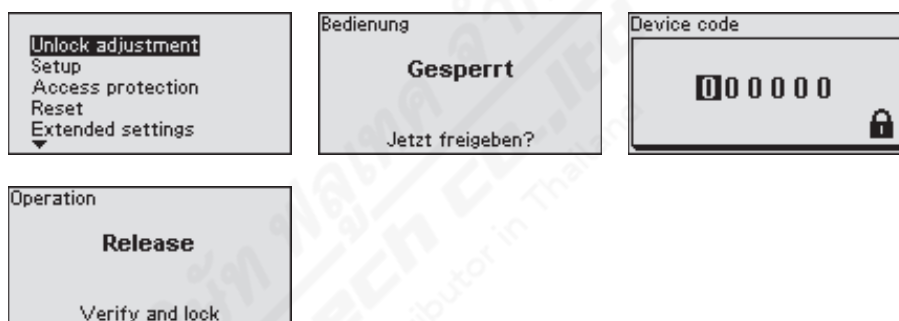 Unlock adjustment
Setup
Access protection
Reset
Extended settings
Bedienung
Gesperrt
Jetzt freigeben?
Device code
000000
Operation
Release
Verify and lock